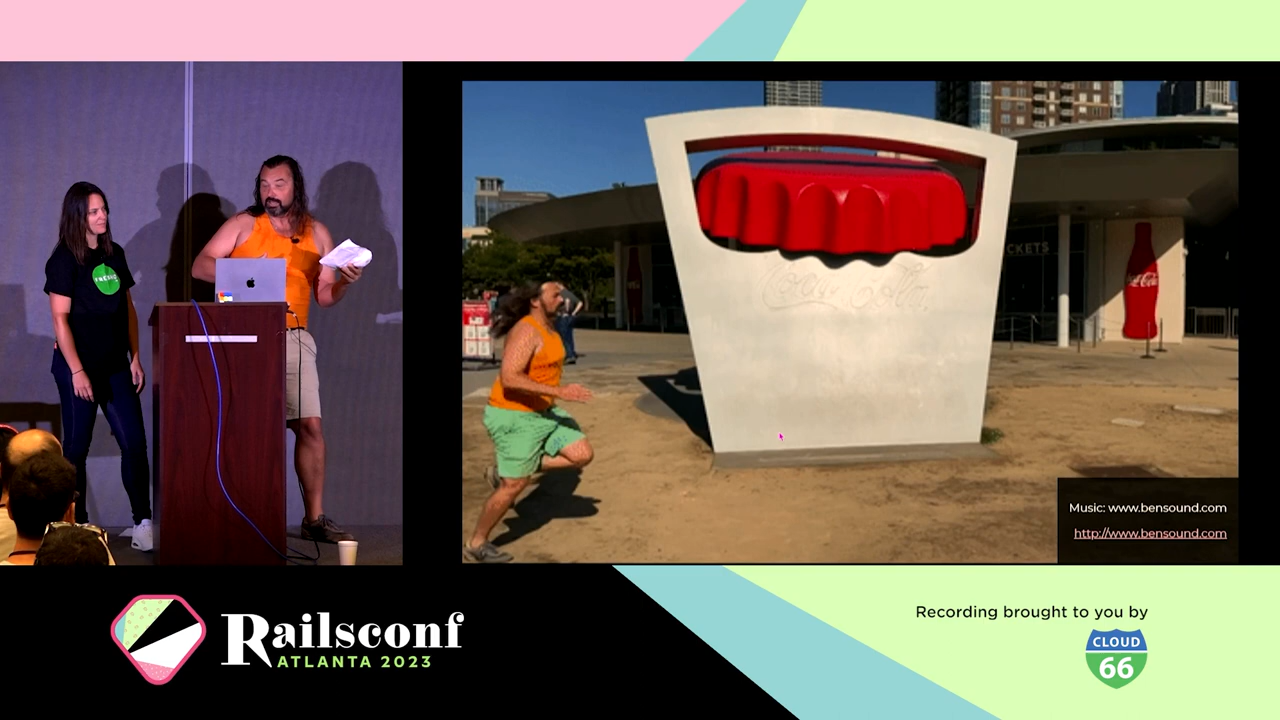 Coca-Cola
CKETS
Coca-Cola
Music: www.bensound.com
http://www.bensound.com
Railsconf
ATLANTA 2023
Recording brought to you by
CLOUD
66